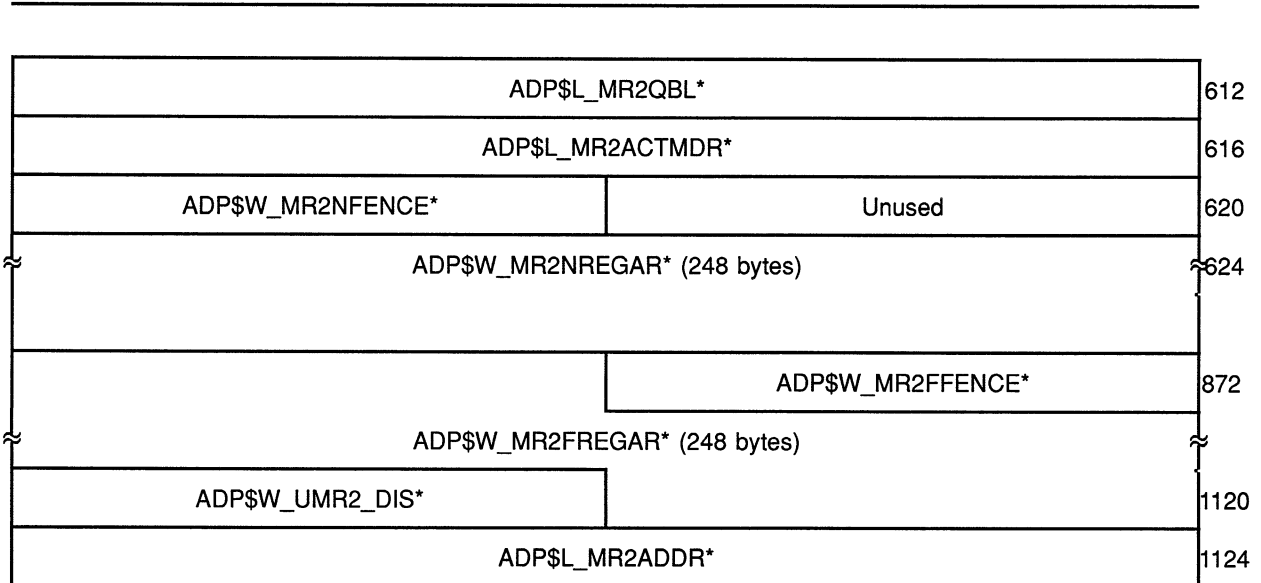 ADP$L_MR2QBL* 612
ADP$L_MR2ACTMDR* 616
ADP$W_MR2NFENCE* Unused 620
ADP$W_MR2NREGAR* (248 bytes) 624
ADP$W_MR2FFENCE* 872
ADP$W_MR2FREGAR* (248 bytes)
ADP$W_UMR2_DIS* 1120
ADP$L_MR2ADDR* 1124